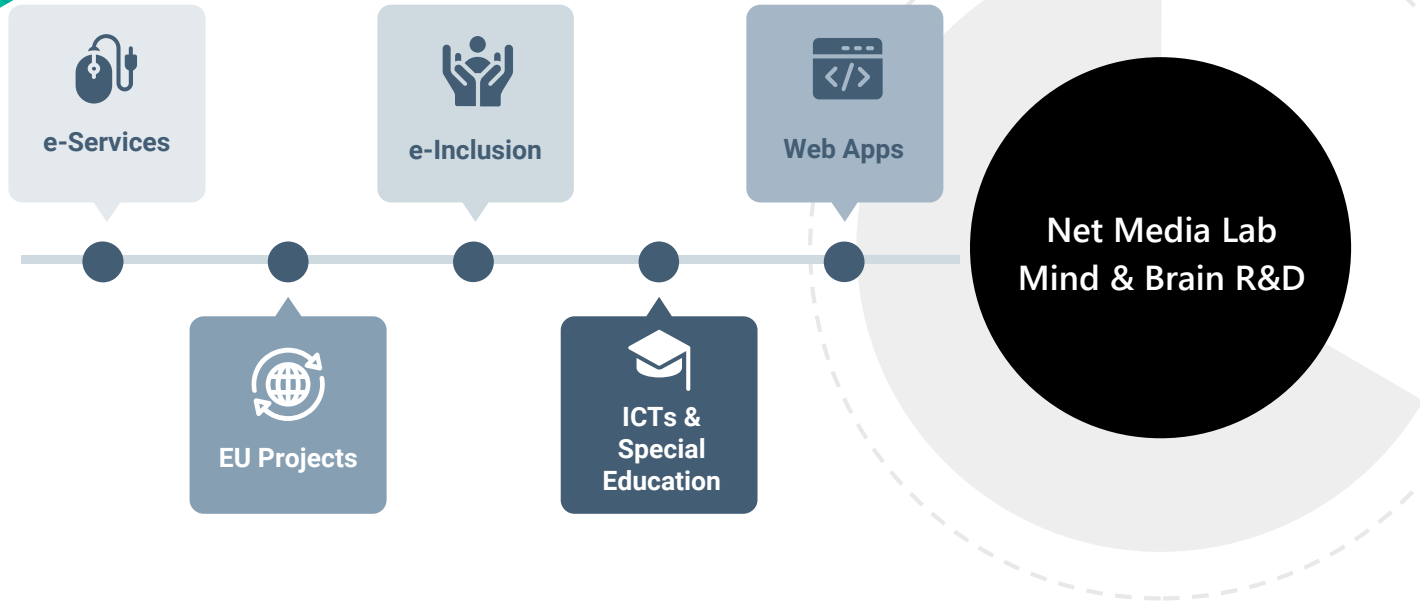 e-Services
e-Inclusion
Web Apps
Net Media Lab
Mind & Brain R&D
EU Projects
ICTs &
Special
Education